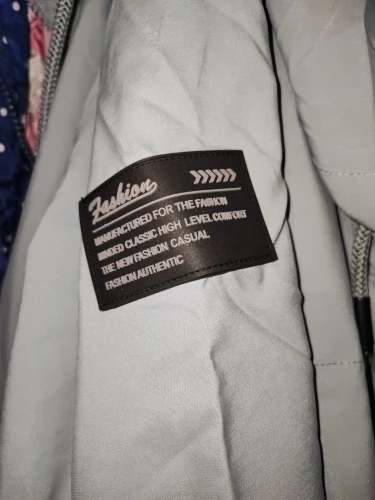 Fashion »»»
MANUFACTURED FOR THE FASHION
MINDED CLASSIC HIGH LEVEL COMFORT
THE NEW FASHION CASUAL
FASHION AUTHENTIC